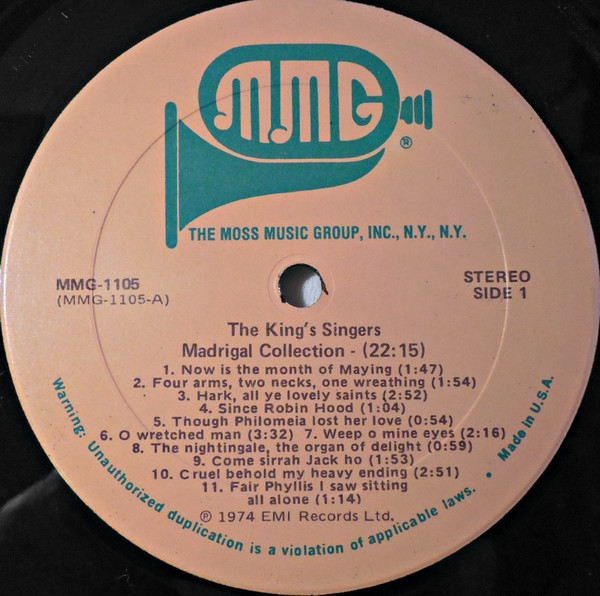 MMG
®
THE MOSS MUSIC GROUP, INC., N.Y., N.Y.
MMG-1105
(MMG-1105-A)
STEREO
SIDE 1
The King's Singers
Madrigal Collection - (22:15)
1. Now is the month of Maying (1:47)
2. Four arms, two necks, one wreathing (1:54)
3. Hark, all ye lovely saints (2:52)
4. Since Robin Hood (1:04)
5. Though Philomeia lost her love (0:54)
6. O wretched man (3:32) 7. Weep o mine eyes (2:16)
8. The nightingale, the organ of delight (0:59)
9. Come sirrah Jack ho (1:53)
10. Cruel behold my heavy ending (2:51)
11. Fair Phyllis I saw sitting
all alone (1:14)
℗ 1974 EMI Records Ltd.
Warning: Unauthorized duplication is a violation of applicable laws. • Made in U.S.A.